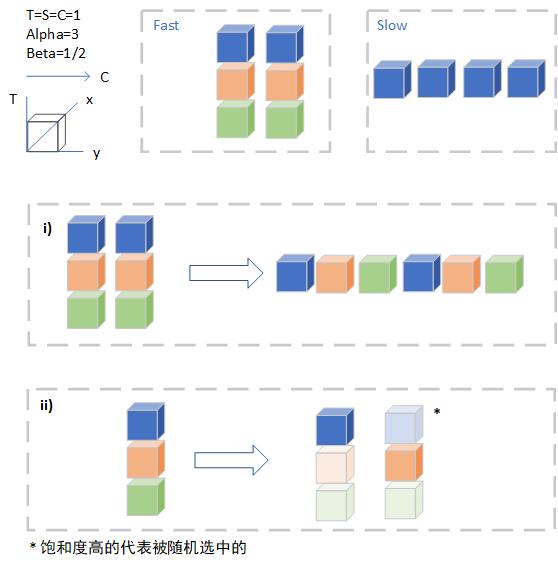 T=S=C=1
Alpha=3
Beta=1/2
C
T
x
y
Fast
Slow
i)
ii)
*
* 饱和度高的代表被随机选中的